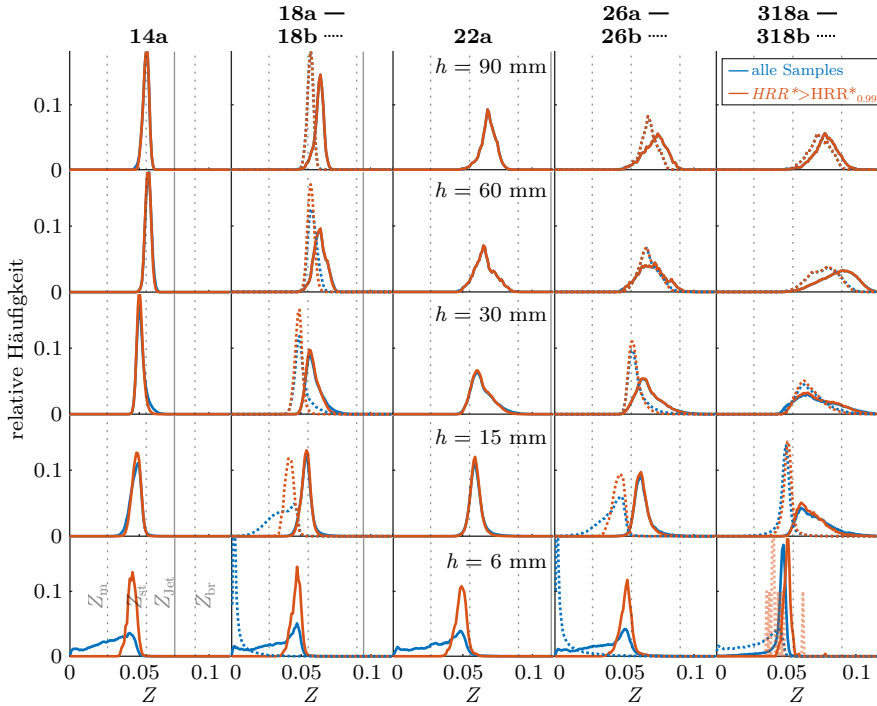 18a — 26a — 318a —
14a 18b ····· 22a 26b ····· 318b ·····
h = 90 mm
alle Samples
HRR*>HRR*0.99
0.1
0
h = 60 mm
0.1
0
relative Häufigkeit
h = 30 mm
0.1
0
h = 15 mm
0.1
0
h = 6 mm
0.1
Zm Zst ZJet Zbr
0
0 0.05 0.1 0 0.05 0.1 0 0.05 0.1 0 0.05 0.1 0 0.05 0.1
Z Z Z Z Z